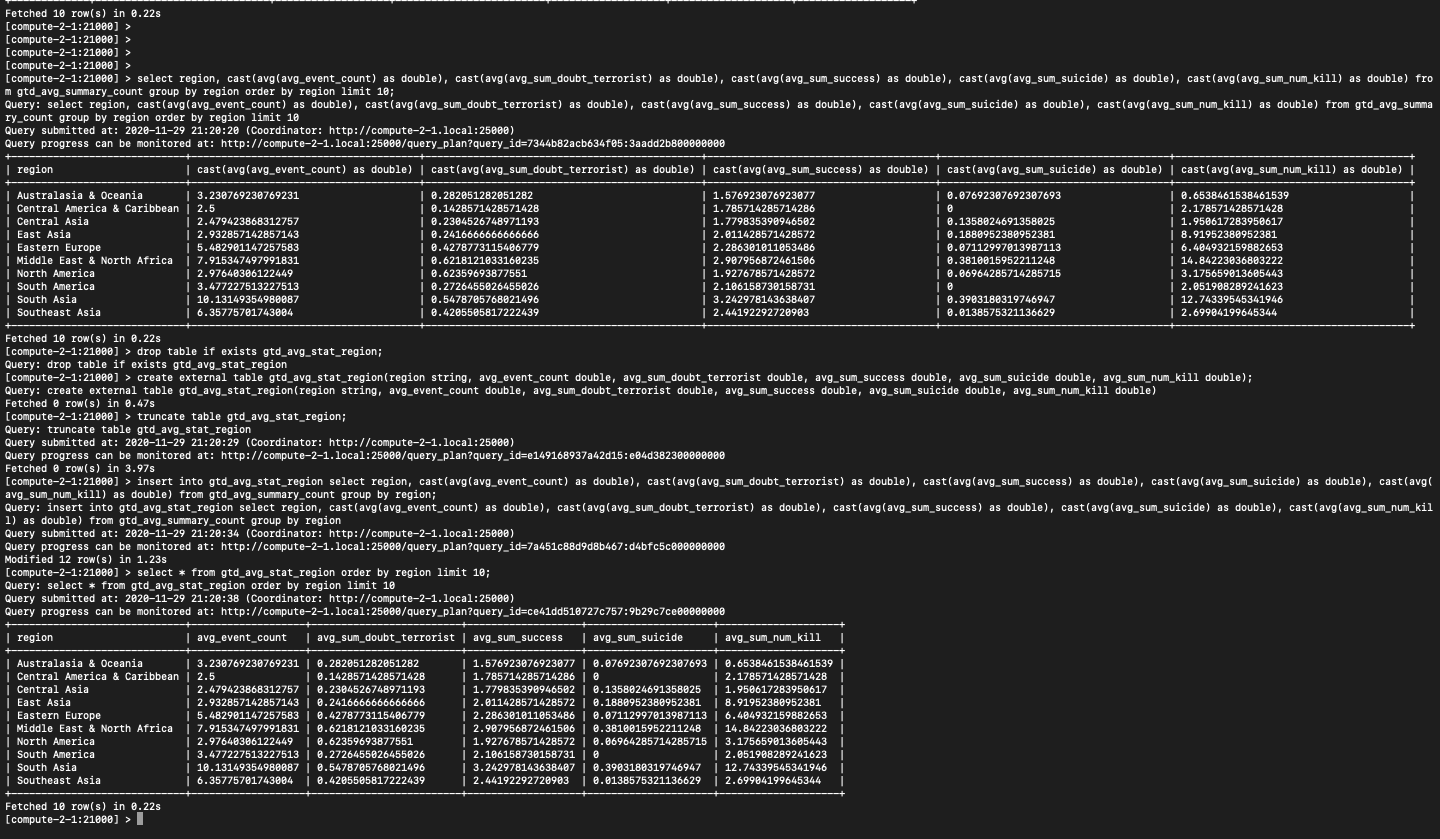 Fetched 10 row(s) in 0.22s
[compute-2-1:21000] >
[compute-2-1:21000] >
[compute-2-1:21000] >
[compute-2-1:21000] >
[compute-2-1:21000] > select region, cast(avg(avg_event_count) as double), cast(avg(avg_sum_doubt_terrorist) as double), cast(avg(avg_sum_success) as double), cast(avg(avg_sum_suicide) as double), cast(avg(avg_sum_num_kill) as double) fro
m gtd_avg_summary_count group by region order by region limit 10;
Query: select region, cast(avg(avg_event_count) as double), cast(avg(avg_sum_doubt_terrorist) as double), cast(avg(avg_sum_success) as double), cast(avg(avg_sum_suicide) as double), cast(avg(avg_sum_num_kill) as double) from gtd_avg_summa
ry_count group by region order by region limit 10
Query submitted at: 2020-11-29 21:20:20 (Coordinator: http://compute-2-1.local:25000)
Query progress can be monitored at: http://compute-2-1.local:25000/query_plan?query_id=7344b82acb634f05:3aadd2b800000000
| region | cast(avg(avg_event_count) as double) | cast(avg(avg_sum_doubt_terrorist) as double) | cast(avg(avg_sum_success) as double) | cast(avg(avg_sum_suicide) as double) | cast(avg(avg_sum_num_kill) as double) |
| Australasia & Oceania | 3.230769230769231 | 0.282051282051282 | 1.576923076923077 | 0.07692307692307693 | 0.6538461538461539 |
| Central America & Caribbean | 2.5 | 0.1428571428571428 | 1.785714285714286 | 0 | 2.178571428571428 |
| Central Asia | 2.479423868312757 | 0.2304526748971193 | 1.779835390946502 | 0.1358024691358025 | 1.950617283950617 |
| East Asia | 2.932857142857143 | 0.2416666666666666 | 2.011428571428572 | 0.1880952380952381 | 8.91952380952381 |
| Eastern Europe | 5.482901147257583 | 0.4278773115406779 | 2.286301011053486 | 0.07112997013987113 | 6.404932159882653 |
| Middle East & North Africa | 7.915347497991831 | 0.6218121033160235 | 2.907956872461506 | 0.3810015952211248 | 14.84223036803222 |
| North America | 2.97640306122449 | 0.62359693877551 | 1.927678571428572 | 0.06964285714285715 | 3.175659013605443 |
| South America | 3.477227513227513 | 0.2726455026455026 | 2.106158730158731 | 0 | 2.051908289241623 |
| South Asia | 10.13149354980087 | 0.5478705768021496 | 3.242978143638407 | 0.3903180319746947 | 12.74339545341946 |
| Southeast Asia | 6.35775701743004 | 0.4205505817222439 | 2.44192292720903 | 0.0138575321136629 | 2.69904199645344 |
Fetched 10 row(s) in 0.22s
[compute-2-1:21000] > drop table if exists gtd_avg_stat_region;
Query: drop table if exists gtd_avg_stat_region
[compute-2-1:21000] > create external table gtd_avg_stat_region(region string, avg_event_count double, avg_sum_doubt_terrorist double, avg_sum_success double, avg_sum_suicide double, avg_sum_num_kill double);
Query: create external table gtd_avg_stat_region(region string, avg_event_count double, avg_sum_doubt_terrorist double, avg_sum_success double, avg_sum_suicide double, avg_sum_num_kill double)
Fetched 0 row(s) in 0.47s
[compute-2-1:21000] > truncate table gtd_avg_stat_region;
Query: truncate table gtd_avg_stat_region
Query submitted at: 2020-11-29 21:20:29 (Coordinator: http://compute-2-1.local:25000)
Query progress can be monitored at: http://compute-2-1.local:25000/query_plan?query_id=e149168937a42d15:e04d382300000000
Fetched 0 row(s) in 3.97s
[compute-2-1:21000] > insert into gtd_avg_stat_region select region, cast(avg(avg_event_count) as double), cast(avg(avg_sum_doubt_terrorist) as double), cast(avg(avg_sum_success) as double), cast(avg(avg_sum_suicide) as double), cast(avg(
avg_sum_num_kill) as double) from gtd_avg_summary_count group by region;
Query: insert into gtd_avg_stat_region select region, cast(avg(avg_event_count) as double), cast(avg(avg_sum_doubt_terrorist) as double), cast(avg(avg_sum_success) as double), cast(avg(avg_sum_suicide) as double), cast(avg(avg_sum_num_kil
l) as double) from gtd_avg_summary_count group by region
Query submitted at: 2020-11-29 21:20:34 (Coordinator: http://compute-2-1.local:25000)
Query progress can be monitored at: http://compute-2-1.local:25000/query_plan?query_id=7a451c88d9d8b467:d4bfc5c000000000
Modified 12 row(s) in 1.23s
[compute-2-1:21000] > select * from gtd_avg_stat_region order by region limit 10;
Query: select * from gtd_avg_stat_region order by region limit 10
Query submitted at: 2020-11-29 21:20:38 (Coordinator: http://compute-2-1.local:25000)
Query progress can be monitored at: http://compute-2-1.local:25000/query_plan?query_id=ce41dd510727c757:9b29c7ce00000000
| region | avg_event_count | avg_sum_doubt_terrorist | avg_sum_success | avg_sum_suicide | avg_sum_num_kill |
| Australasia & Oceania | 3.230769230769231 | 0.282051282051282 | 1.576923076923077 | 0.07692307692307693 | 0.6538461538461539 |
| Central America & Caribbean | 2.5 | 0.1428571428571428 | 1.785714285714286 | 0 | 2.178571428571428 |
| Central Asia | 2.479423868312757 | 0.2304526748971193 | 1.779835390946502 | 0.1358024691358025 | 1.950617283950617 |
| East Asia | 2.932857142857143 | 0.2416666666666666 | 2.011428571428572 | 0.1880952380952381 | 8.91952380952381 |
| Eastern Europe | 5.482901147257583 | 0.4278773115406779 | 2.286301011053486 | 0.07112997013987113 | 6.404932159882653 |
| Middle East & North Africa | 7.915347497991831 | 0.6218121033160235 | 2.907956872461506 | 0.3810015952211248 | 14.84223036803222 |
| North America | 2.97640306122449 | 0.62359693877551 | 1.927678571428572 | 0.06964285714285715 | 3.175659013605443 |
| South America | 3.477227513227513 | 0.2726455026455026 | 2.106158730158731 | 0 | 2.051908289241623 |
| South Asia | 10.13149354980087 | 0.5478705768021496 | 3.242978143638407 | 0.3903180319746947 | 12.74339545341946 |
| Southeast Asia | 6.35775701743004 | 0.4205505817222439 | 2.44192292720903 | 0.0138575321136629 | 2.69904199645344 |
Fetched 10 row(s) in 0.22s
[compute-2-1:21000] >